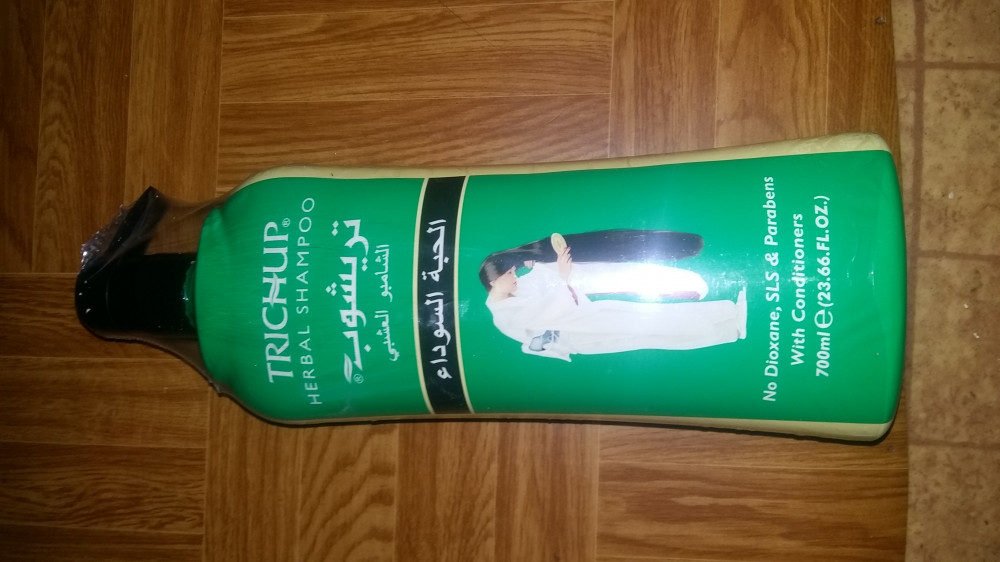 TRICHUP®
HERBAL SHAMPOO
تريشوب®
الشامبو العشبي
الحبة السوداء
No Dioxane, SLS & Parabens
With Conditioners
700ml ℮ (23.66.FL.OZ.)